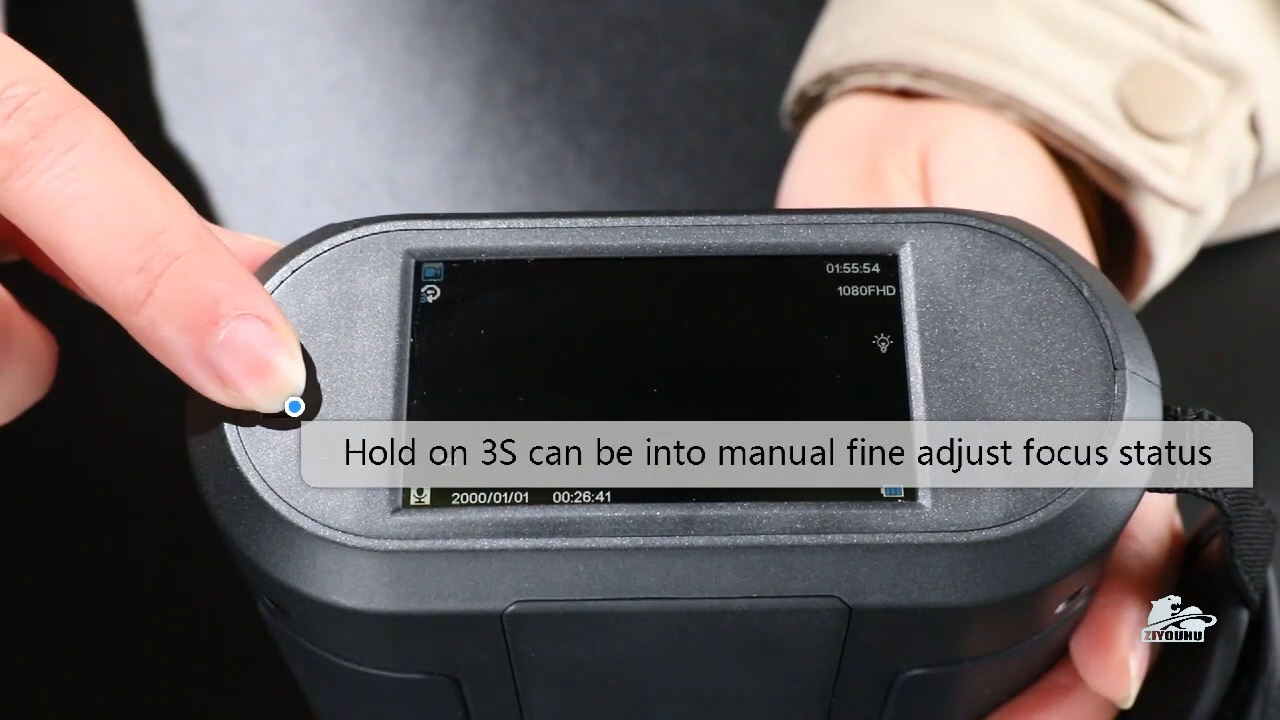 01:55:54
1080FHD
Hold on 3S can be into manual fine adjust focus status
2000/01/01 00:26:41
ZIYOUHU